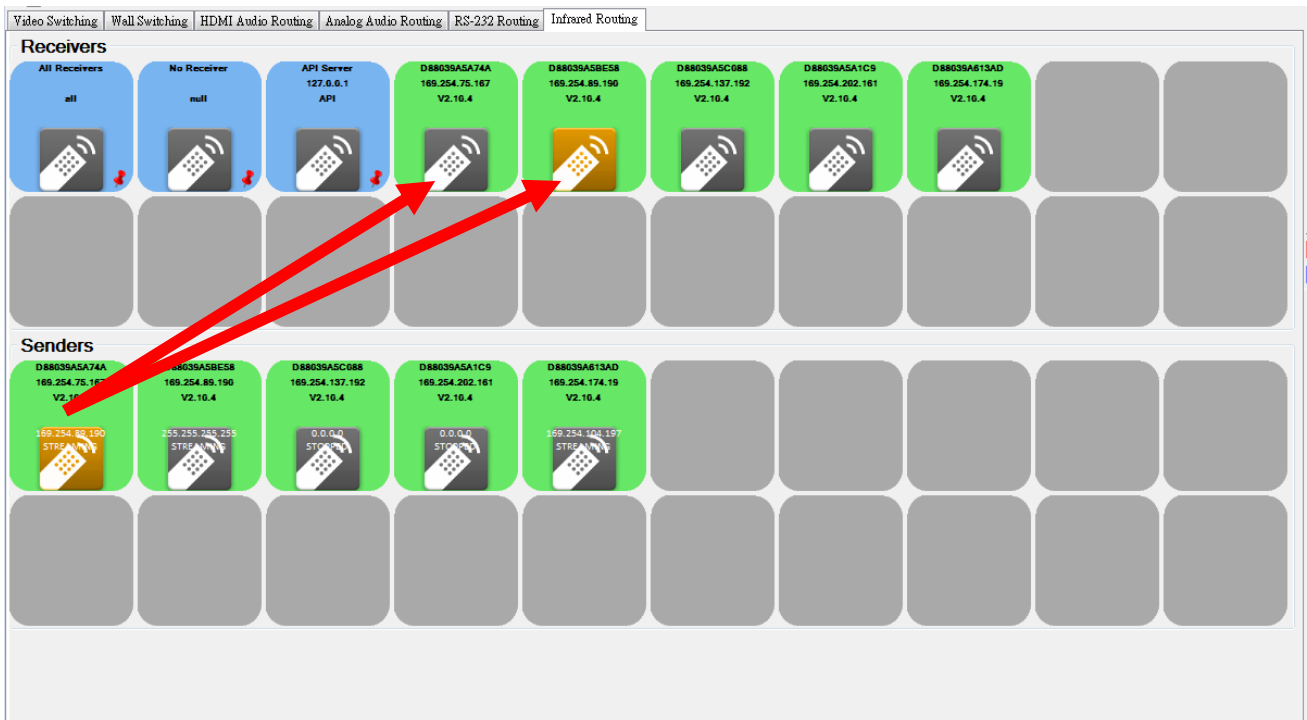 Video Switching Wall Switching HDMI Audio Routing Analog Audio Routing RS-232 Routing Infrared Routing
Receivers
All Receivers
all
No Receiver
null
API Server
127.0.0.1
API
D88039A5A74A
169.254.75.167
V2.10.4
D88039A5BE58
169.254.89.190
V2.10.4
D88039A5C088
169.254.137.192
V2.10.4
D88039A5A1C9
169.254.202.161
V2.10.4
D88039A613AD
169.254.174.19
V2.10.4
Senders
D88039A5A74A
169.254.75.167
169.254.89.190
STREAMING
169.254.89.190
V2.10.4
255.255.255.255
STREAMING
D88039A5C088
169.254.137.192
V2.10.4
0.0.0.0
STOPPED
D88039A5A1C9
169.254.202.161
V2.10.4
0.0.0.0
STOPPED
D88039A613AD
169.254.174.19
V2.10.4
169.254.104.197
STREAMING